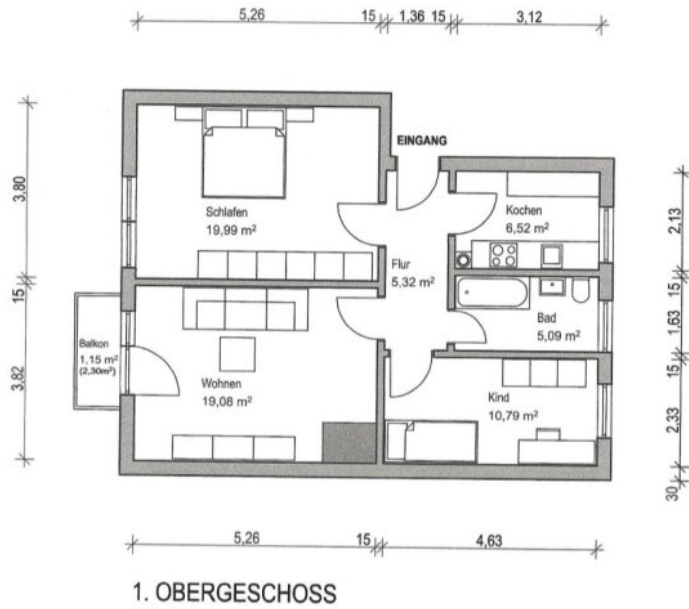 5,26
15
1,36
15
3,12
EINGANG
3.80
15
3.82
Schlafen
19,99 m²
Kochen
6,52 m²
Flur
5,32 m²
Bad
5,09 m²
Balkon
1,15 m²
(2,30m²)
Wohnen
19,08 m²
Kind
10,79 m²
2,13
15
1,63
15
2,33
30
5,26
15
4,63
1. OBERGESCHOSS